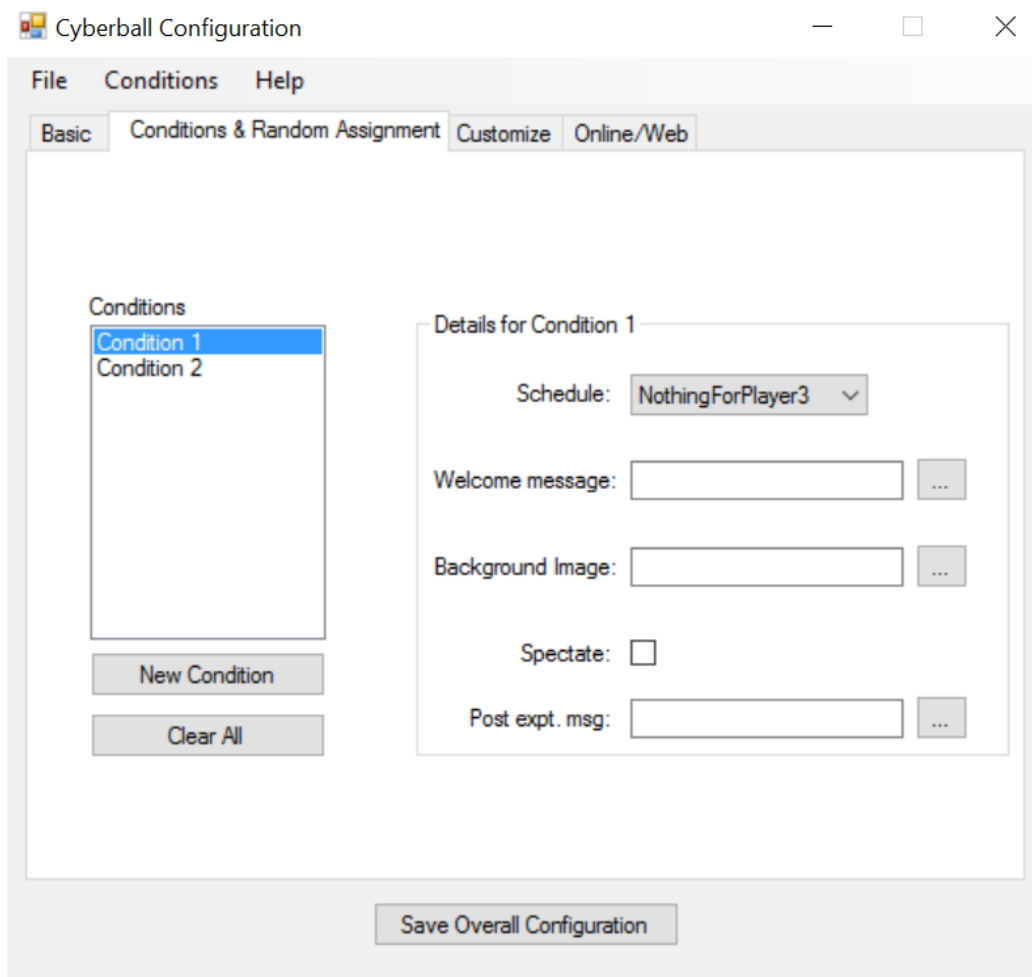 Cyberball Configuration
File Conditions Help
Basic Conditions & Random Assignment Customize Online/Web
Conditions
Condition 1
Condition 2
New Condition
Clear All
Details for Condition 1
Schedule: NothingForPlayer3
Welcome message: ...
Background Image: ...
Spectate:
Post expt. msg: ...
Save Overall Configuration